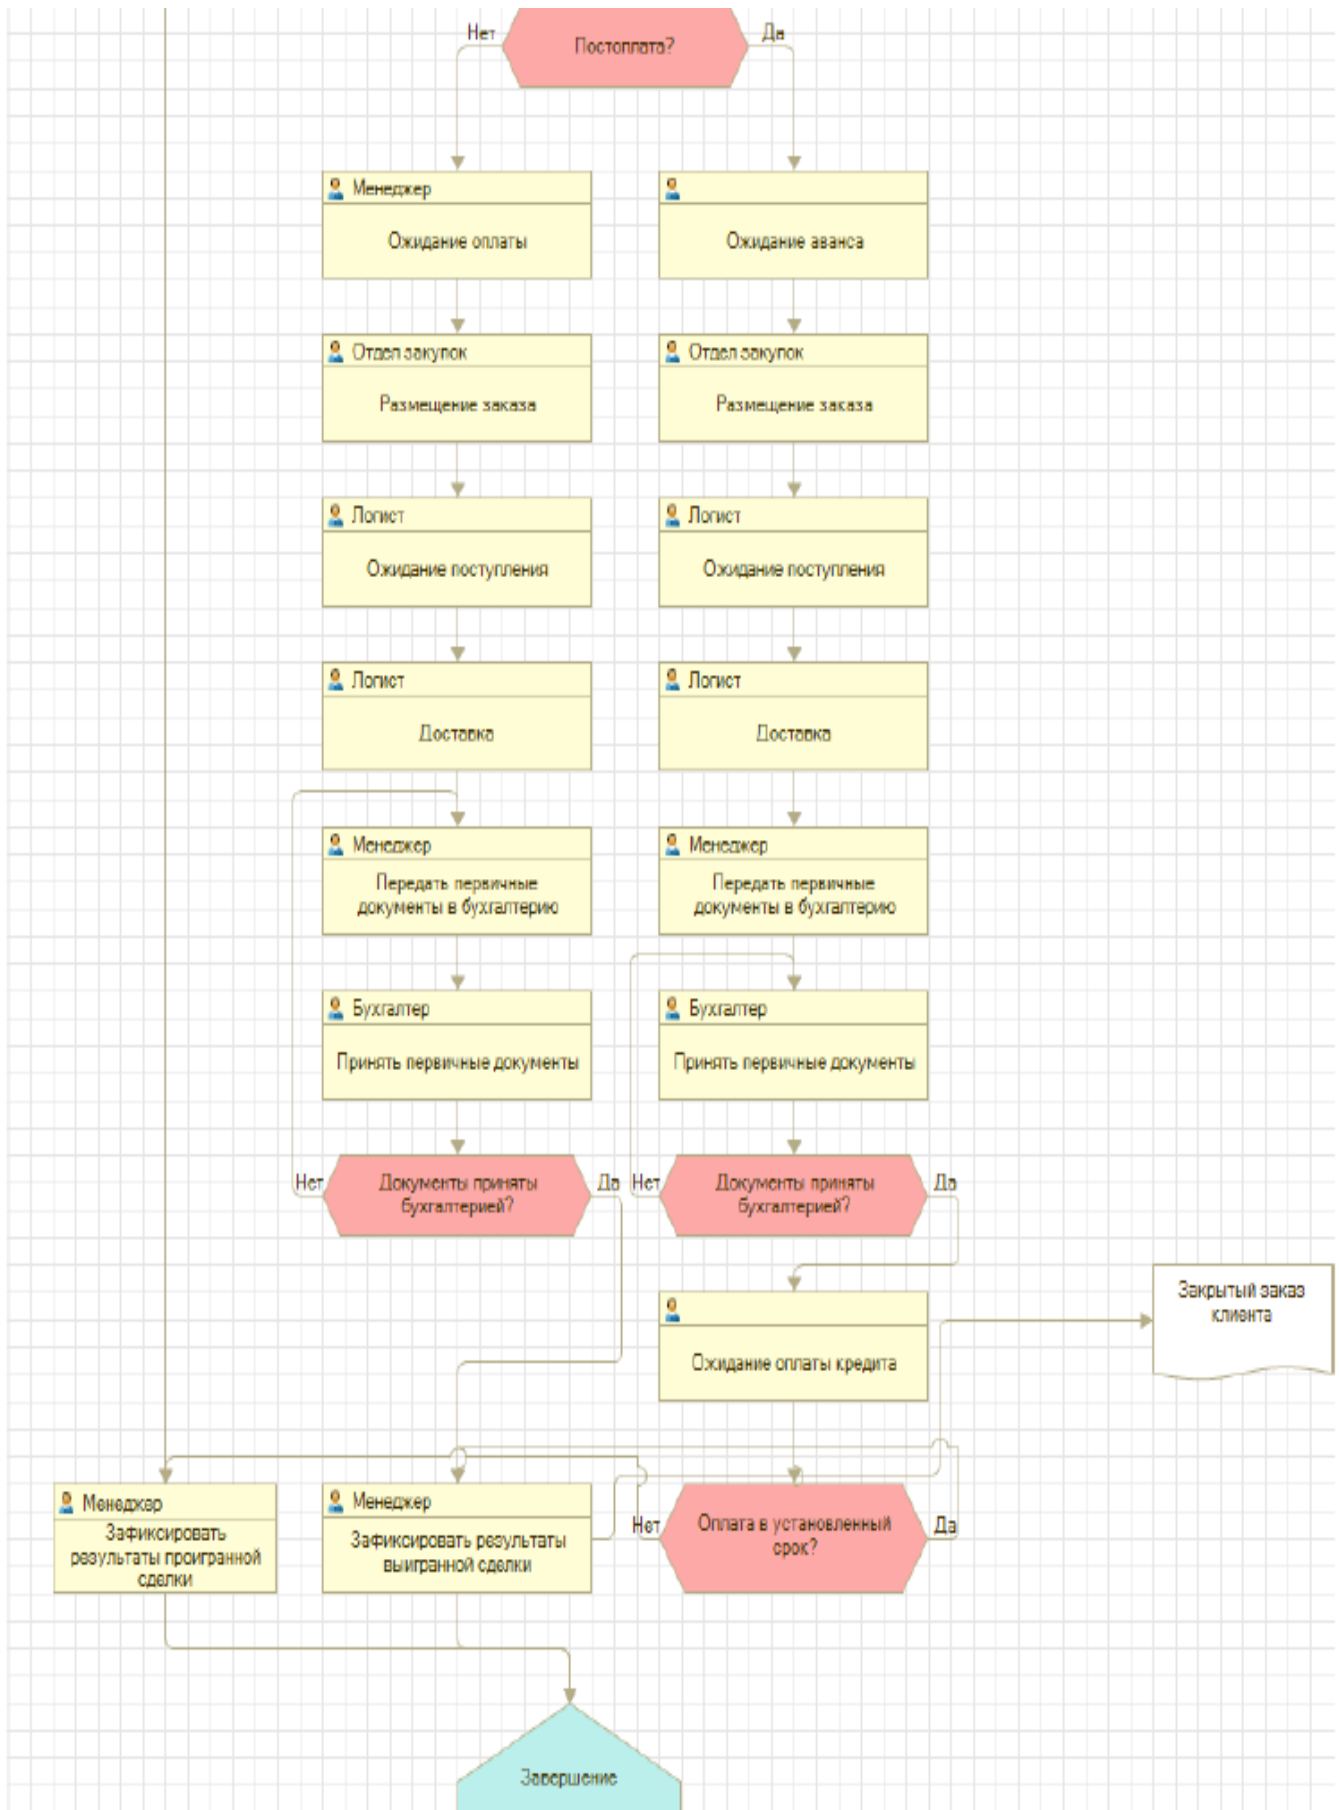 Нет
Постоплата?
Да
Менеджер
Ожидание оплаты
Ожидание аванса
Отдел закупок
Размещение заказа
Отдел закупок
Размещение заказа
Логист
Ожидание поступления
Логист
Ожидание поступления
Логист
Доставка
Логист
Доставка
Менеджер
Передать первичные
документы в бухгалтерию
Менеджер
Передать первичные
документы в бухгалтерию
Бухгалтер
Принять первичные документы
Бухгалтер
Принять первичные документы
Нет
Документы приняты
бухгалтерией?
Да
Нет
Документы приняты
бухгалтерией?
Да
Закрытый заказ
клиента
Ожидание оплаты кредита
Менеджер
Зафиксировать
результаты проигранной
сделки
Менеджер
Зафиксировать результаты
выигранной сделки
Нет
Оплата в установленный
срок?
Да
Завершение